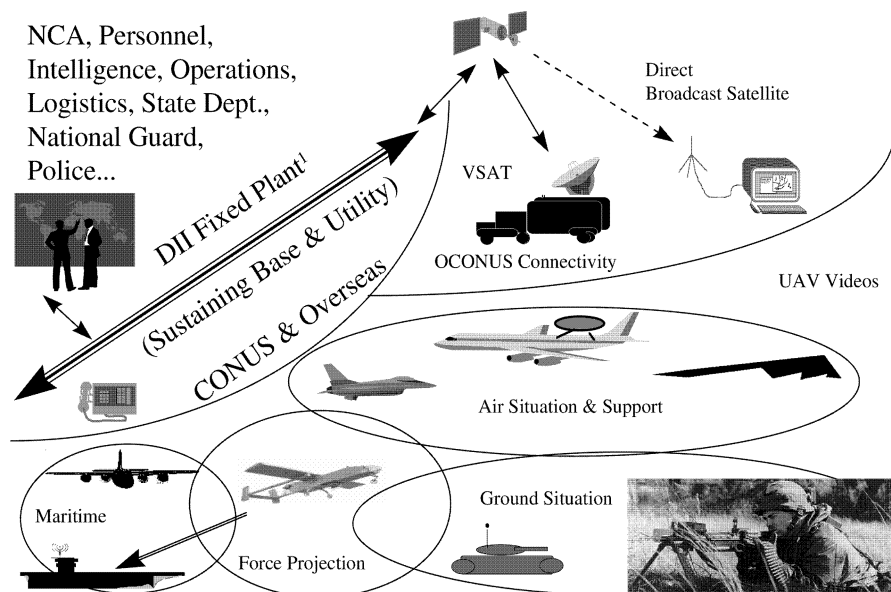 NCA, Personnel,
Intelligence, Operations,
Logistics, State Dept.,
National Guard,
Police...
Direct
Broadcast Satellite
VSAT
OCONUS Connectivity
DII Fixed Plant¹
(Sustaining Base & Utility)
CONUS & Overseas
UAV Videos
Air Situation & Support
Maritime
Force Projection
Ground Situation